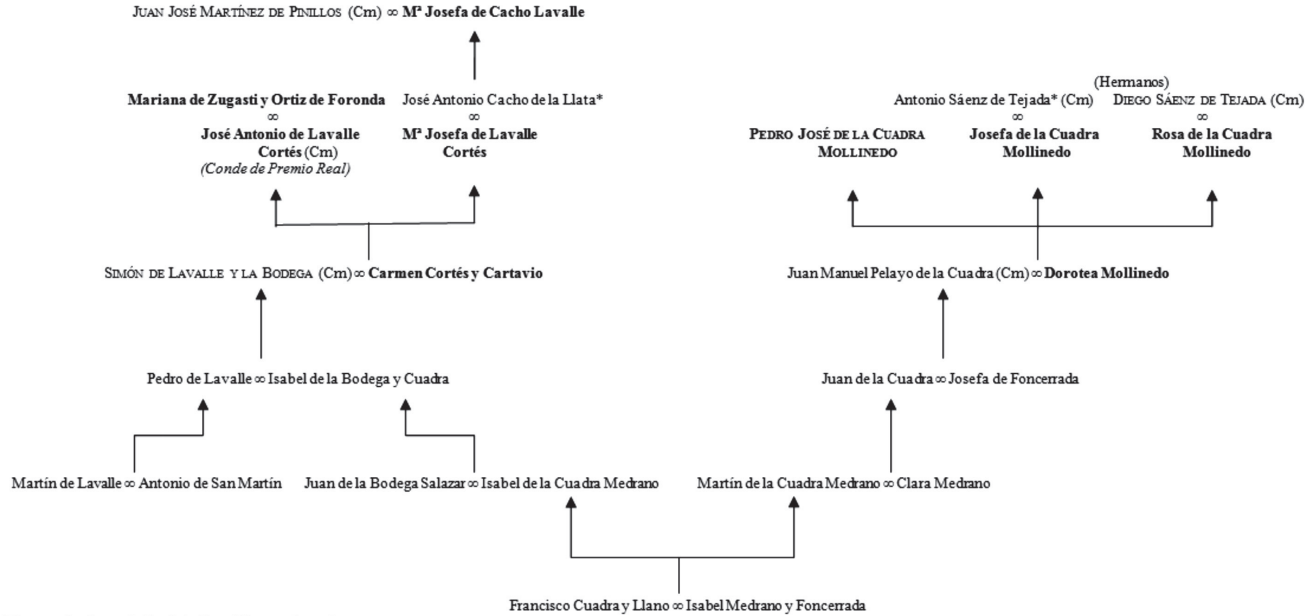 JUAN JOSÉ MARTÍNEZ DE PINILLOS (Cm) ∞ Mª Josefa de Cacho Lavalle
Mariana de Zugasti y Ortiz de Foronda
∞
José Antonio de Lavalle
Cortés (Cm)
(Conde de Premio Real)
José Antonio Cacho de la Llata*
∞
Mª Josefa de Lavalle
Cortés
(Hermanos)
PEDRO JOSÉ DE LA CUADRA
MOLLINEDO
Antonio Sáenz de Tejada* (Cm)
∞
Josefa de la Cuadra
Mollinedo
DIEGO SÁENZ DE TEJADA (Cm)
∞
Rosa de la Cuadra
Mollinedo
SIMÓN DE LAVALLE Y LA BODEGA (Cm) ∞ Carmen Cortés y Cartavio
Juan Manuel Pelayo de la Cuadra (Cm) ∞ Dorotea Mollinedo
Pedro de Lavalle ∞ Isabel de la Bodega y Cuadra
Juan de la Cuadra ∞ Josefa de Foncerrada
Martín de Lavalle ∞ Antonio de San Martín
Juan de la Bodega Salazar ∞ Isabel de la Cuadra Medrano
Martín de la Cuadra Medrano ∞ Clara Medrano
Francisco Cuadra y Llano ∞ Isabel Medrano y Foncerrada